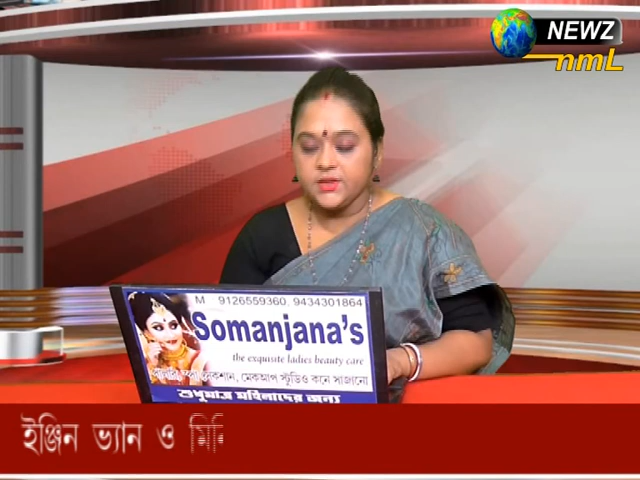 NEWZ
nmL
M 9126559360, 9434301864
Somanjana's
the exquisite ladies beauty care
মেকআপ স্টুডিও কনে সাজানো
শুধুমাত্র মহিলাদের জন্য
ইঞ্জিন ভ্যান ও মিনি